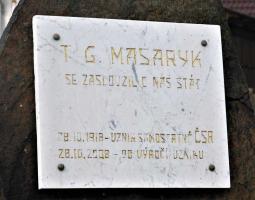 T. G. MASARYK
SE ZASLOUŽIL O NÁŠ STÁT
28.10.1918 - VZNIK SAMOSTATNÉ ČSR
28.10.2008 - 90. VÝROČÍ VZNIKU